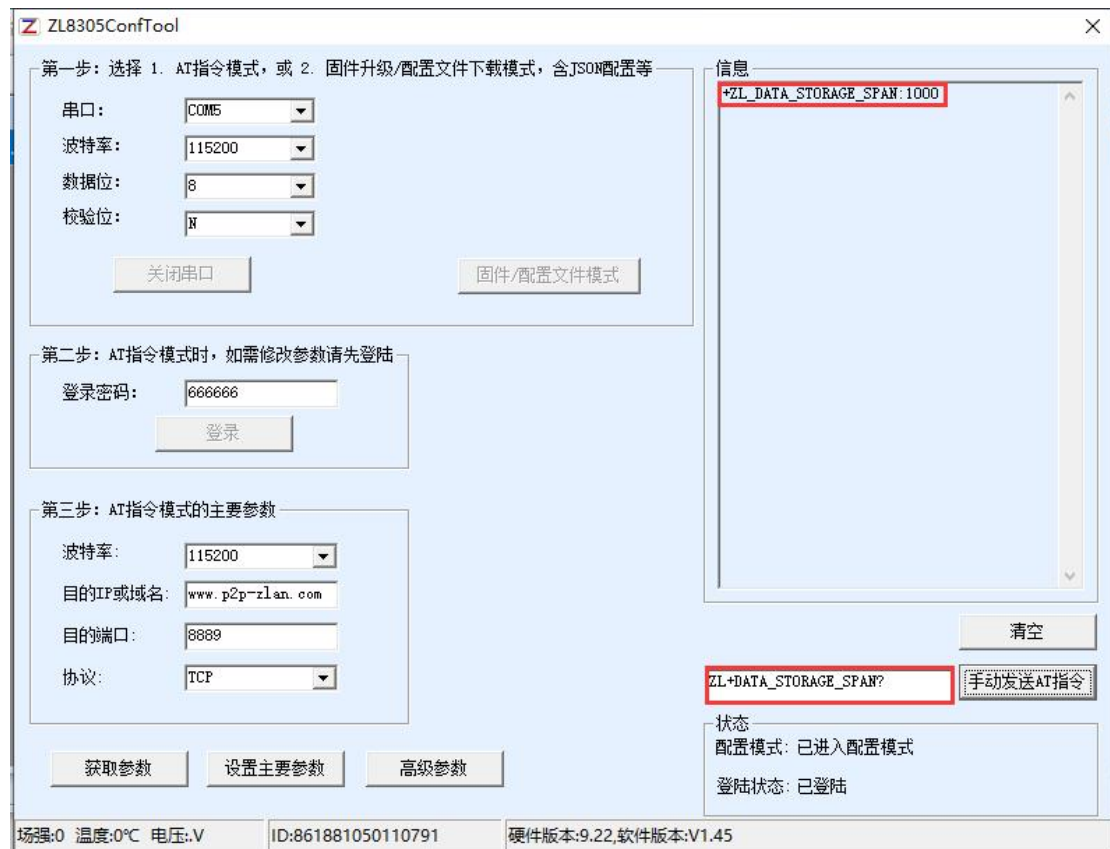 ZL8305ConfTool
第一步：选择 1. AT指令模式，或 2. 固件升级/配置文件下载模式，含JSON配置等
串口： COM5
波特率： 115200
数据位： 8
校验位： N
关闭串口 固件/配置文件模式
第二步：AT指令模式时，如需修改参数请先登陆
登录密码： 666666
登录
第三步：AT指令模式的主要参数
波特率: 115200
目的IP或域名: www.p2p-zlan.com
目的端口: 8889
协议: TCP
获取参数 设置主要参数 高级参数
信息
+ZL_DATA_STORAGE_SPAN:1000
清空
ZL+DATA_STORAGE_SPAN? 手动发送AT指令
状态
配置模式: 已进入配置模式
登陆状态: 已登陆
场强:0 温度:0℃ 电压:.V ID:861881050110791 硬件版本:9.22,软件版本:V1.45